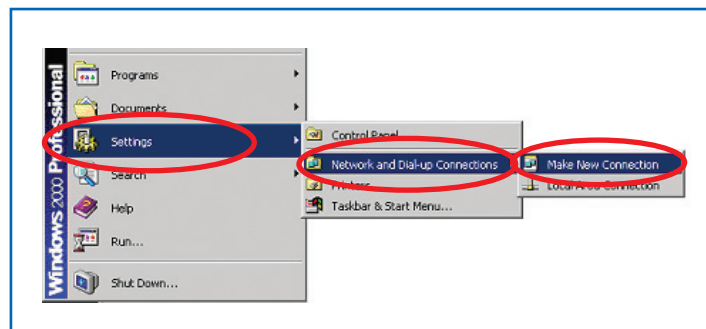 Windows 2000 Professional
Programs
Documents
Settings
Search
Help
Run...
Shut Down...
Control Panel
Network and Dial-up Connections
Printers
Taskbar & Start Menu...
Make New Connection
Local Area Connection